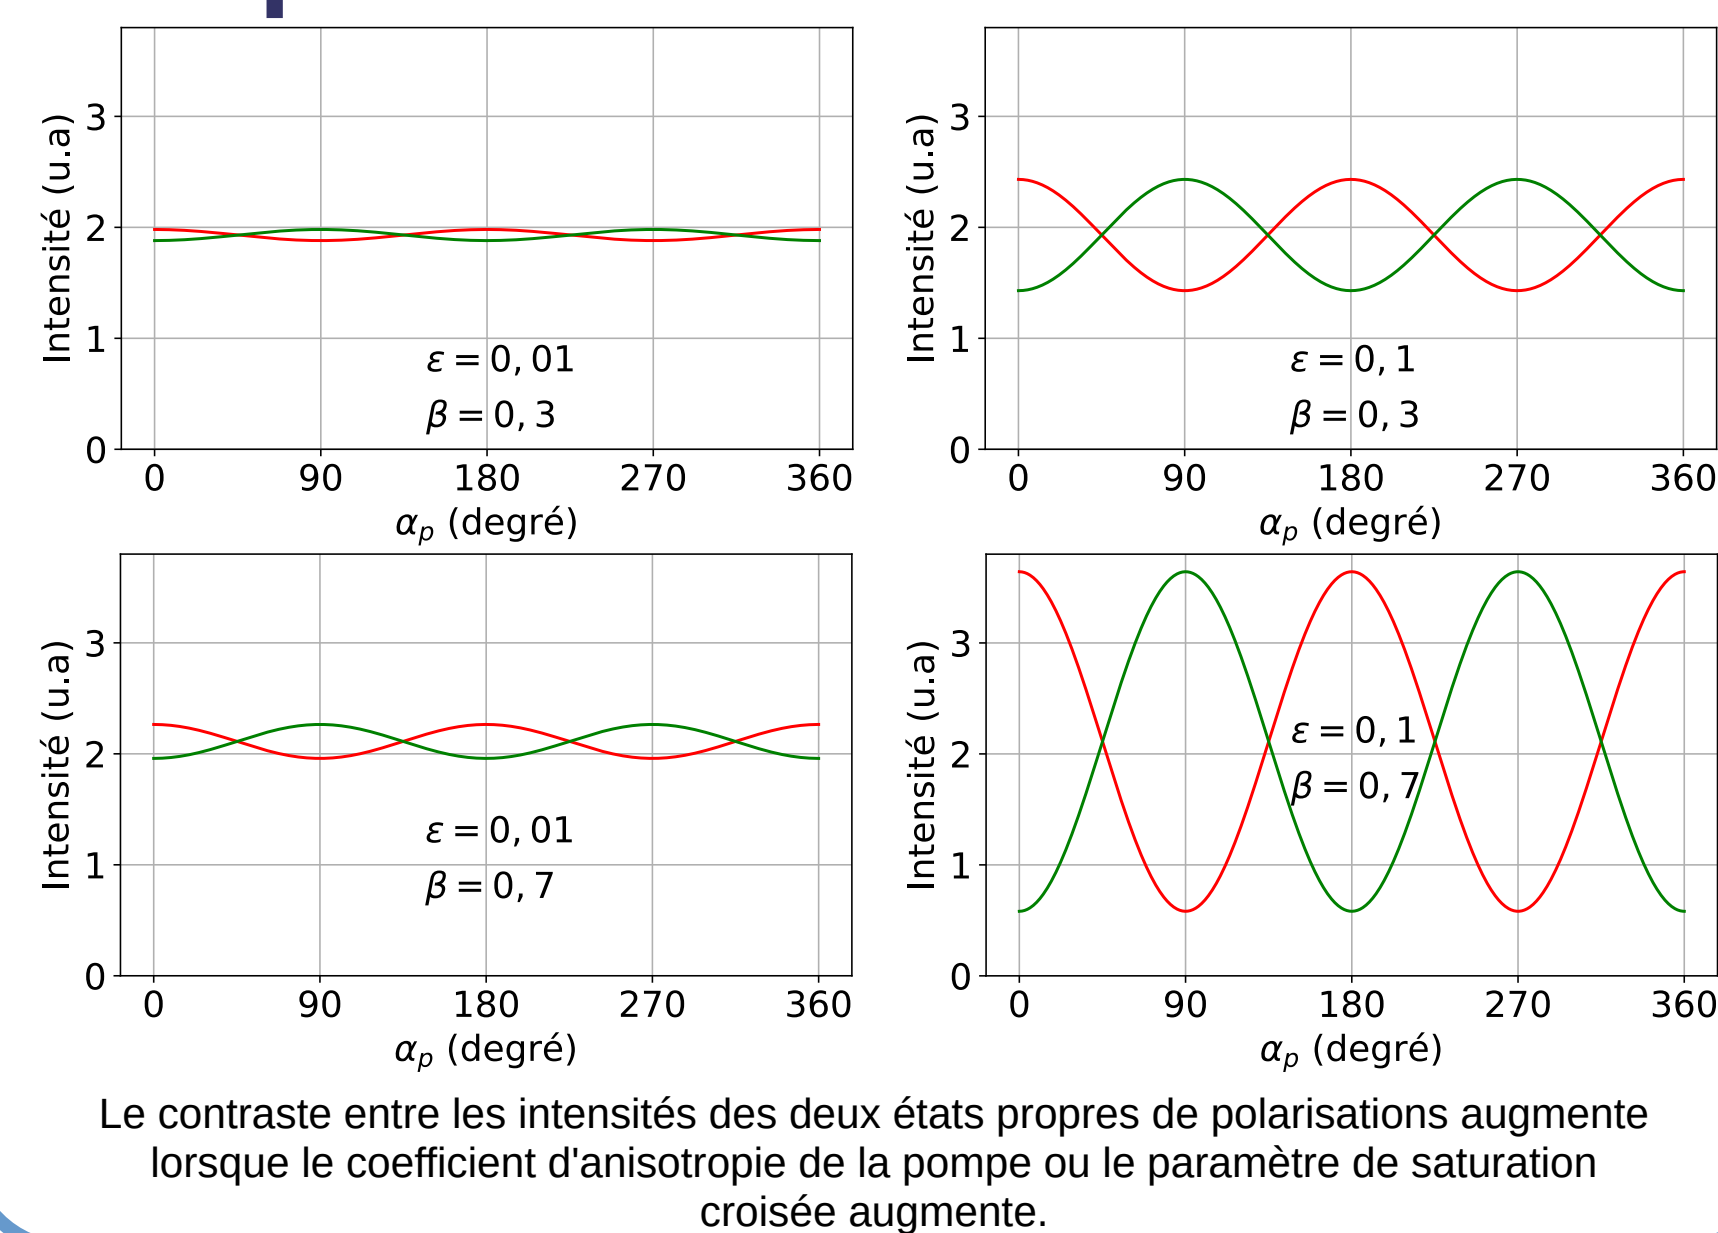 Intensité (u.a)
3
2
1
0
ε = 0, 01
β = 0, 3
0 90 180 270 360
αp (degré)
Intensité (u.a)
3
2
1
0
ε = 0, 1
β = 0, 3
0 90 180 270 360
αp (degré)
Intensité (u.a)
3
2
1
0
ε = 0, 01
β = 0, 7
0 90 180 270 360
αp (degré)
Intensité (u.a)
3
2
1
0
ε = 0, 1
β = 0, 7
0 90 180 270 360
αp (degré)
Le contraste entre les intensités des deux états propres de polarisations augmente
lorsque le coefficient d'anisotropie de la pompe ou le paramètre de saturation
croisée augmente.